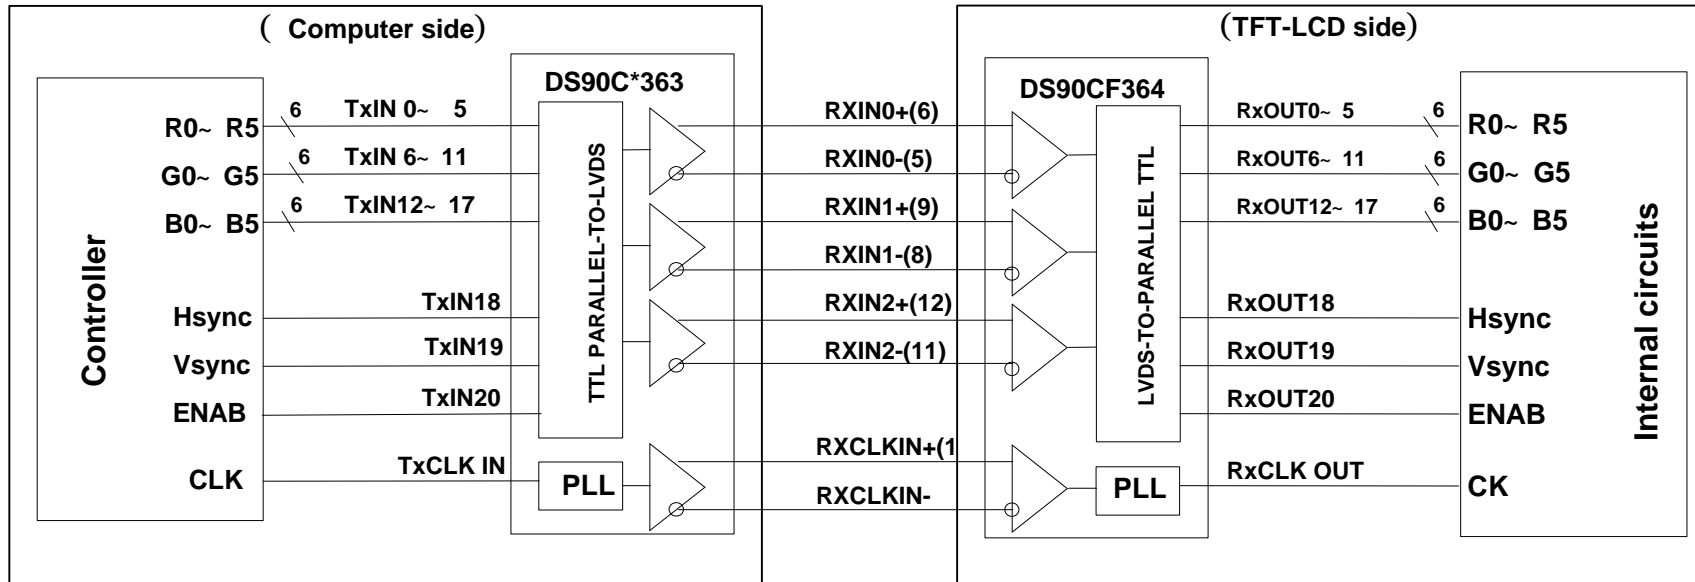 ( Computer side)
(TFT-LCD side)
DS90C*363
DS90CF364
Controller
R0~ R5
6
TxIN 0~ 5
G0~ G5
6
TxIN 6~ 11
B0~ B5
6
TxIN12~ 17
Hsync
TxIN18
Vsync
TxIN19
ENAB
TxIN20
CLK
TxCLK IN
TTL PARALLEL-TO-LVDS
PLL
RXIN0+(6)
RXIN0-(5)
RXIN1+(9)
RXIN1-(8)
RXIN2+(12)
RXIN2-(11)
RXCLKIN+(1
RXCLKIN-
LVDS-TO-PARALLEL TTL
PLL
RxOUT0~ 5
6
R0~ R5
RxOUT6~ 11
6
G0~ G5
RxOUT12~ 17
6
B0~ B5
RxOUT18
Hsync
RxOUT19
Vsync
RxOUT20
ENAB
RxCLK OUT
CK
Internal circuits